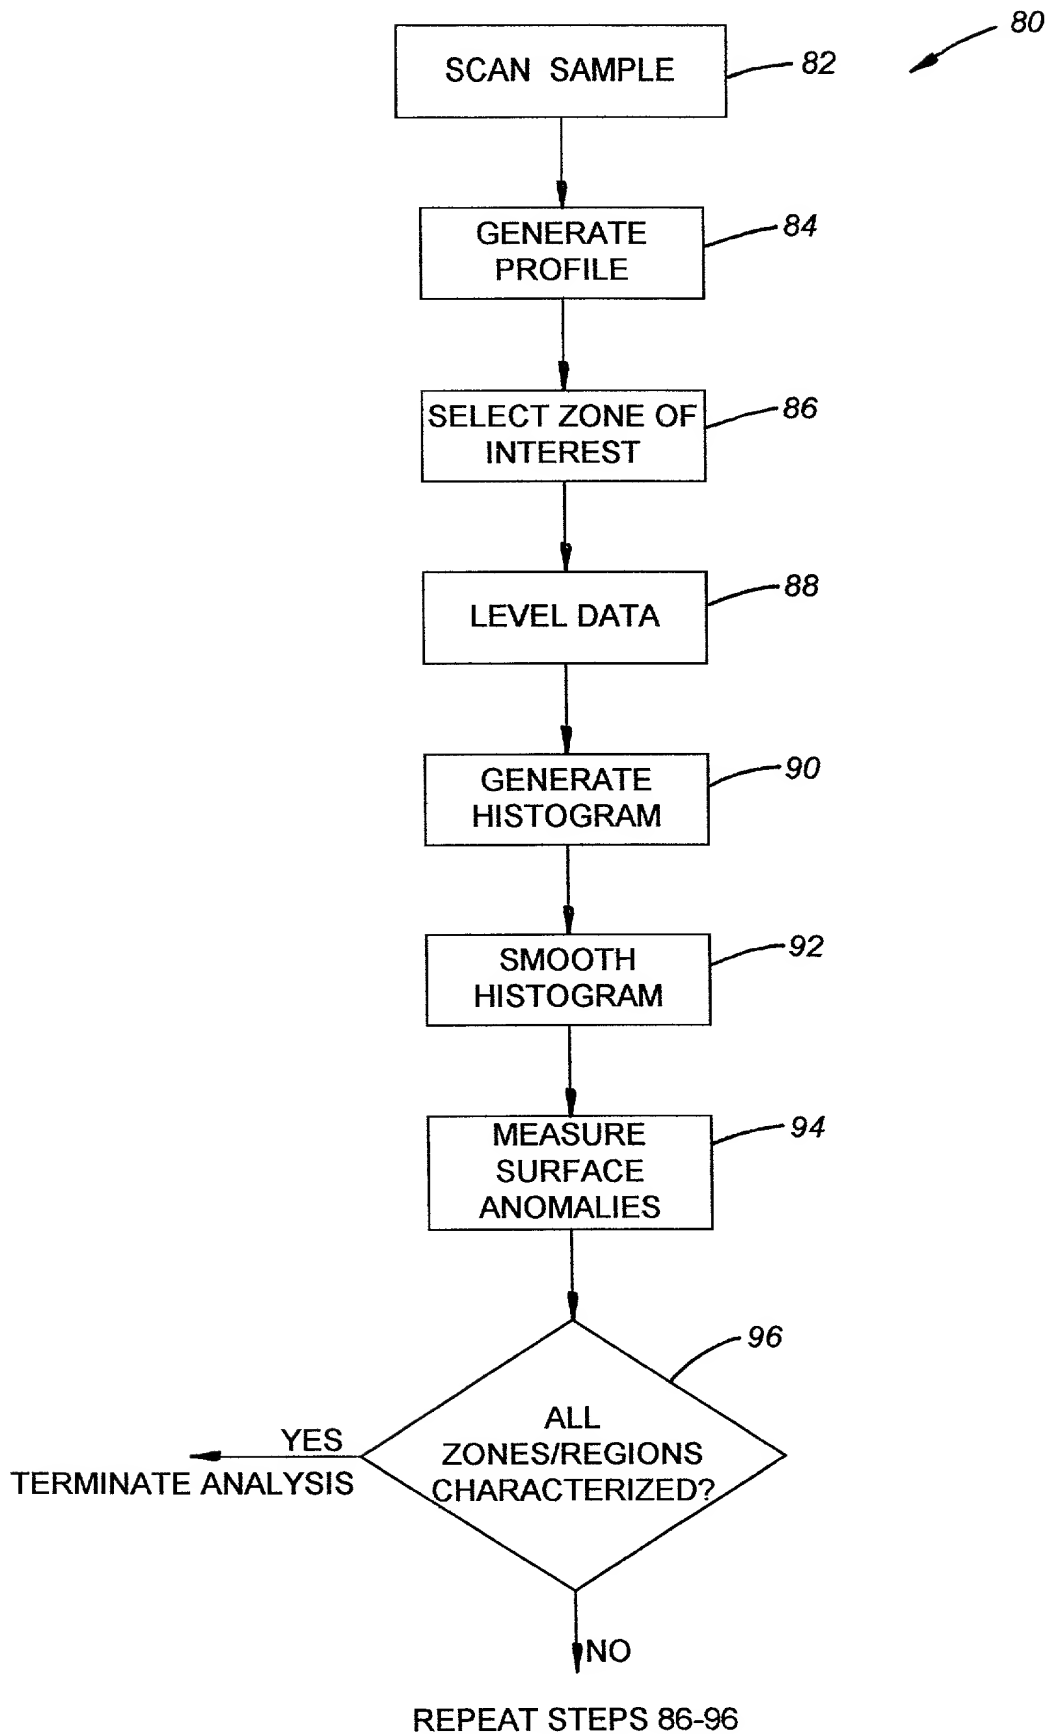 80
SCAN SAMPLE
82
GENERATE
PROFILE
84
SELECT ZONE OF
INTEREST
86
LEVEL DATA
88
GENERATE
HISTOGRAM
90
SMOOTH
HISTOGRAM
92
MEASURE
SURFACE
ANOMALIES
94
ALL
ZONES/REGIONS
CHARACTERIZED?
96
YES
TERMINATE ANALYSIS
NO
REPEAT STEPS 86-96